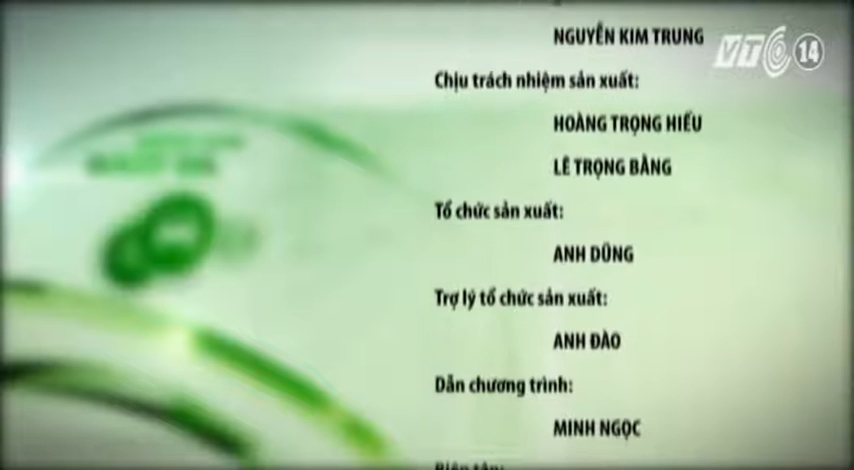 NGUYỄN KIM TRUNG
VTC 14
Chịu trách nhiệm sản xuất:
HOÀNG TRỌNG HIẾU
LÊ TRỌNG BẰNG
Tổ chức sản xuất:
ANH DŨNG
Trợ lý tổ chức sản xuất:
ANH ĐÀO
Dẫn chương trình:
MINH NGỌC